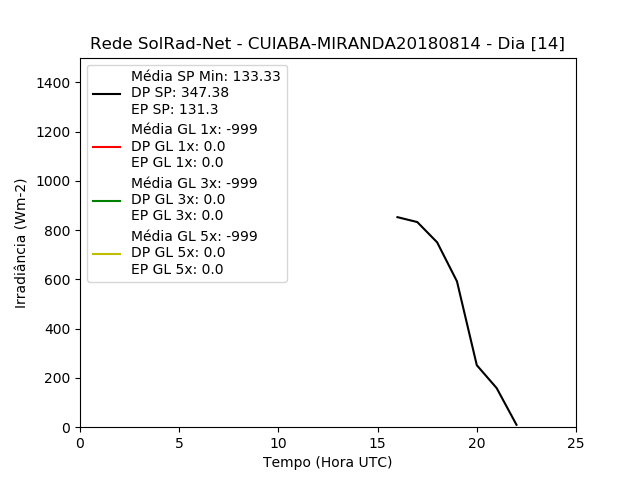 Rede SolRad-Net - CUIABA-MIRANDA20180814 - Dia [14]
Média SP Min: 133.33
DP SP: 347.38
EP SP: 131.3
Média GL 1x: -999
DP GL 1x: 0.0
EP GL 1x: 0.0
Média GL 3x: -999
DP GL 3x: 0.0
EP GL 3x: 0.0
Média GL 5x: -999
DP GL 5x: 0.0
EP GL 5x: 0.0
Irradiância (Wm-2)
1400
1200
1000
800
600
400
200
0
0 5 10 15 20 25
Tempo (Hora UTC)